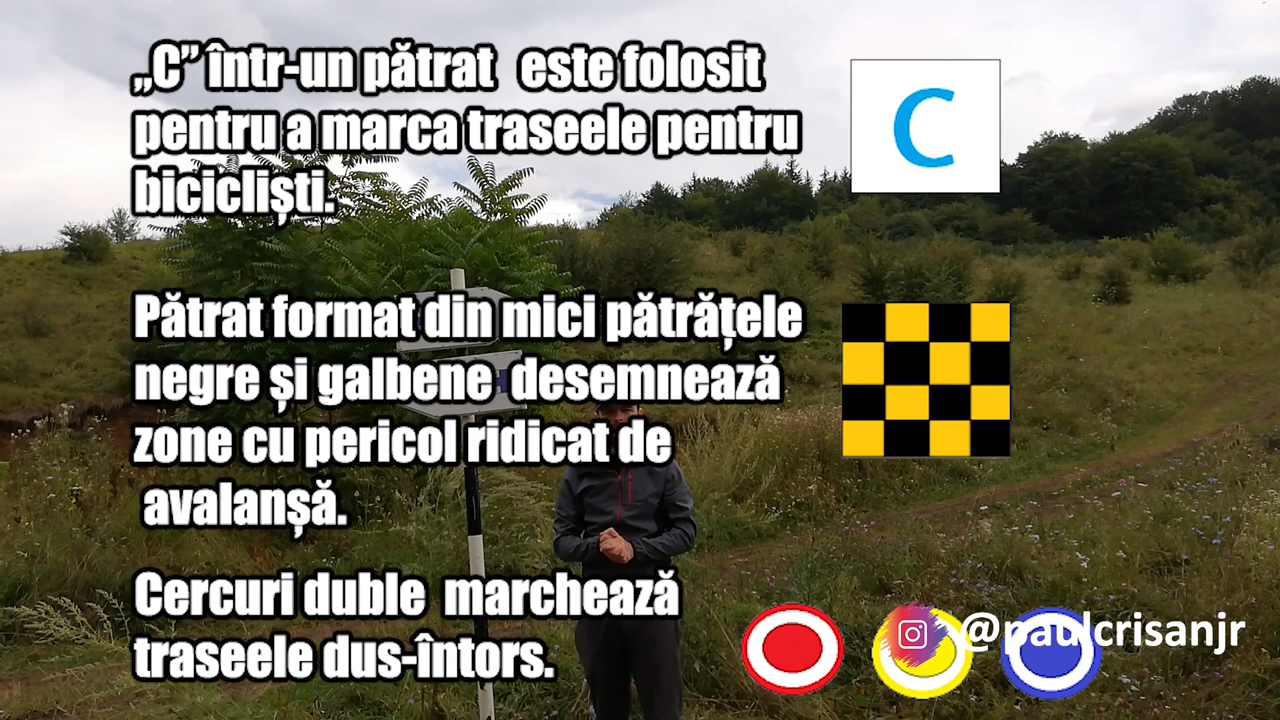 „C” într-un pătrat este folosit
pentru a marca traseele pentru
bicicliști.
C
Pătrat format din mici pătrățele
negre și galbene desemnează
zone cu pericol ridicat de
avalanșă.
Cercuri duble marchează
traseele dus-întors.
@paulcrisanjr